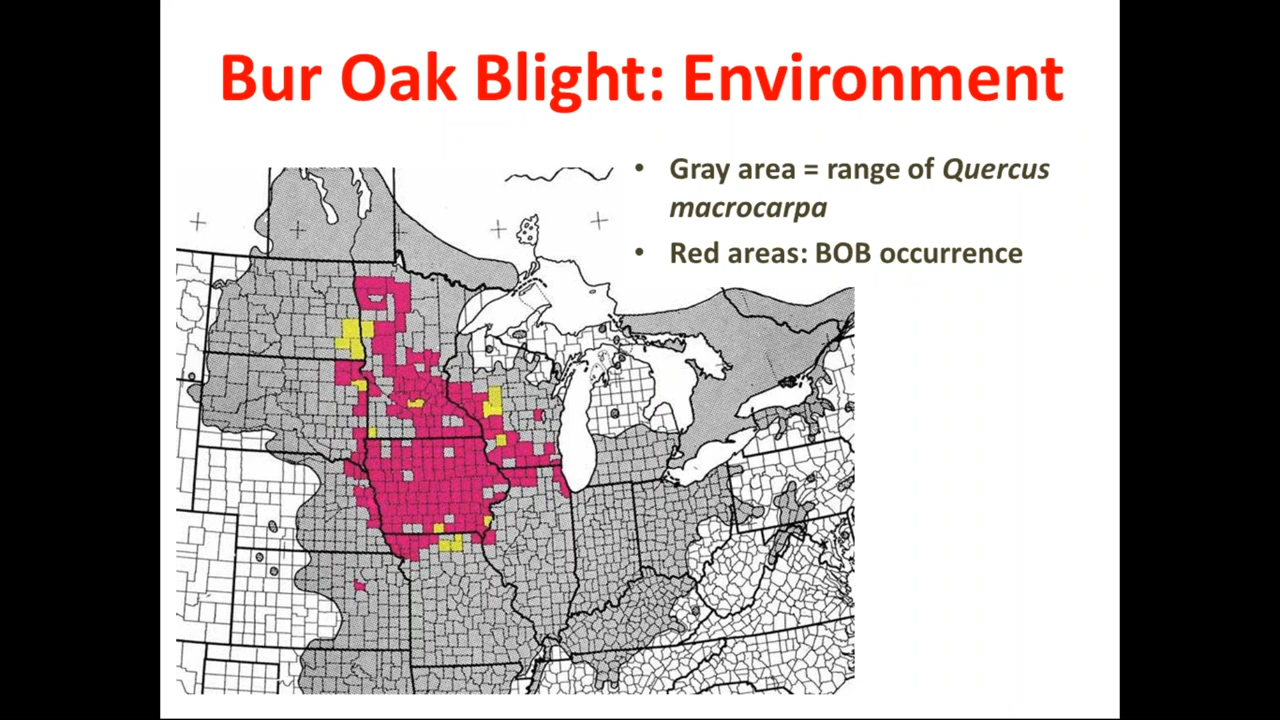 Bur Oak Blight: Environment
• Gray area = range of Quercus
macrocarpa
• Red areas: BOB occurrence